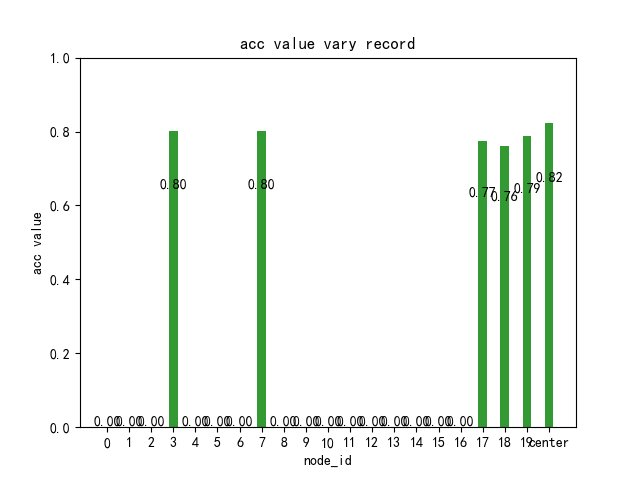 acc value vary record
acc value
1.0
0.8
0.6
0.4
0.2
0.0
0.00 0.00 0.00 0.80 0.00 0.00 0.00 0.80 0.00 0.00 0.00 0.00 0.00 0.00 0.00 0.00 0.00 0.77 0.76 0.79 0.82
0 1 2 3 4 5 6 7 8 9 10 11 12 13 14 15 16 17 18 19 center
node_id